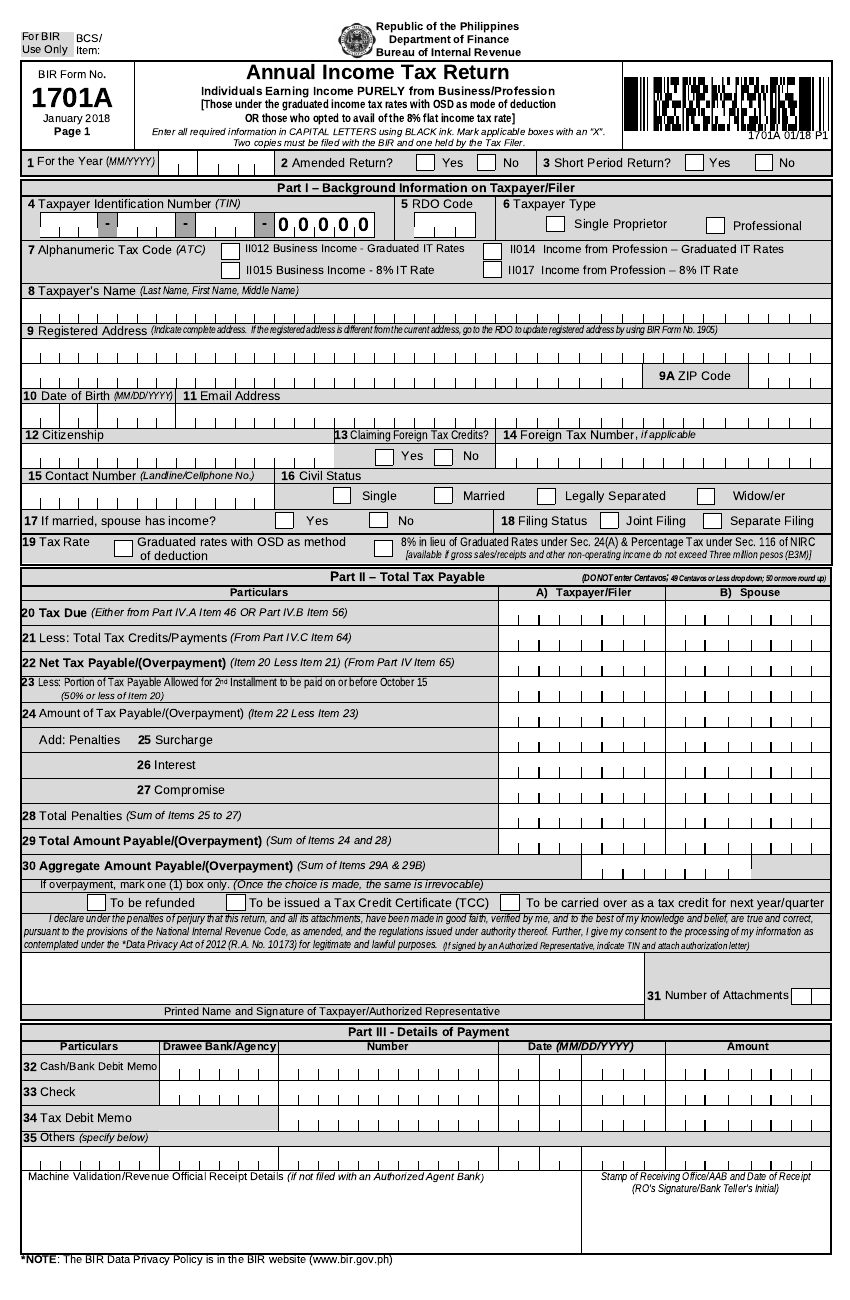 For BIR Use Only
BCS/ Item:
Republic of the Philippines
Department of Finance
Bureau of Internal Revenue
BIR Form No.
1701A
January 2018
Page 1
Annual Income Tax Return
Individuals Earning Income PURELY from Business/Profession
[Those under the graduated income tax rates with OSD as mode of deduction
OR those who opted to avail of the 8% flat income tax rate]
Enter all required information in CAPITAL LETTERS using BLACK ink. Mark applicable boxes with an "X".
Two copies must be filed with the BIR and one held by the Tax Filer.
1701A 01/18 P1
1 For the Year (MM/YYYY) 2 Amended Return? Yes No 3 Short Period Return? Yes No
Part I – Background Information on Taxpayer/Filer
4 Taxpayer Identification Number (TIN) 5 RDO Code 6 Taxpayer Type
- - - 0 0 0 0 0 Single Proprietor Professional
7 Alphanumeric Tax Code (ATC) II012 Business Income - Graduated IT Rates II014 Income from Profession – Graduated IT Rates
II015 Business Income - 8% IT Rate II017 Income from Profession – 8% IT Rate
8 Taxpayer's Name (Last Name, First Name, Middle Name)
9 Registered Address (Indicate complete address. If the registered address is different from the current address, go to the RDO to update registered address by using BIR Form No. 1905)
9A ZIP Code
10 Date of Birth (MM/DD/YYYY) 11 Email Address
12 Citizenship 13 Claiming Foreign Tax Credits? 14 Foreign Tax Number, if applicable
Yes No
15 Contact Number (Landline/Cellphone No.) 16 Civil Status
Single Married Legally Separated Widow/er
17 If married, spouse has income? Yes No 18 Filing Status Joint Filing Separate Filing
19 Tax Rate Graduated rates with OSD as method of deduction 8% in lieu of Graduated Rates under Sec. 24(A) & Percentage Tax under Sec. 116 of NIRC
[available if gross sales/receipts and other non-operating income do not exceed Three million pesos (P3M)]
Part II – Total Tax Payable (DO NOT enter Centavos; 49 Centavos or Less drop down; 50 or more round up)
Particulars A) Taxpayer/Filer B) Spouse
20 Tax Due (Either from Part IV.A Item 46 OR Part IV.B Item 56)
21 Less: Total Tax Credits/Payments (From Part IV.C Item 64)
22 Net Tax Payable/(Overpayment) (Item 20 Less Item 21) (From Part IV Item 65)
23 Less: Portion of Tax Payable Allowed for 2nd Installment to be paid on or before October 15
(50% or less of Item 20)
24 Amount of Tax Payable/(Overpayment) (Item 22 Less Item 23)
Add: Penalties 25 Surcharge
26 Interest
27 Compromise
28 Total Penalties (Sum of Items 25 to 27)
29 Total Amount Payable/(Overpayment) (Sum of Items 24 and 28)
30 Aggregate Amount Payable/(Overpayment) (Sum of Items 29A & 29B)
If overpayment, mark one (1) box only. (Once the choice is made, the same is irrevocable)
To be refunded To be issued a Tax Credit Certificate (TCC) To be carried over as a tax credit for next year/quarter
I declare under the penalties of perjury that this return, and all its attachments, have been made in good faith, verified by me, and to the best of my knowledge and belief, are true and correct,
pursuant to the provisions of the National Internal Revenue Code, as amended, and the regulations issued under authority thereof. Further, I give my consent to the processing of my information as
contemplated under the *Data Privacy Act of 2012 (R.A. No. 10173) for legitimate and lawful purposes. (If signed by an Authorized Representative, indicate TIN and attach authorization letter)
31 Number of Attachments
Printed Name and Signature of Taxpayer/Authorized Representative
Part III - Details of Payment
Particulars Drawee Bank/Agency Number Date (MM/DD/YYYY) Amount
32 Cash/Bank Debit Memo
33 Check
34 Tax Debit Memo
35 Others (specify below)
Machine Validation/Revenue Official Receipt Details (if not filed with an Authorized Agent Bank) Stamp of Receiving Office/AAB and Date of Receipt
(RO's Signature/Bank Teller's Initial)
*NOTE: The BIR Data Privacy Policy is in the BIR website (www.bir.gov.ph)